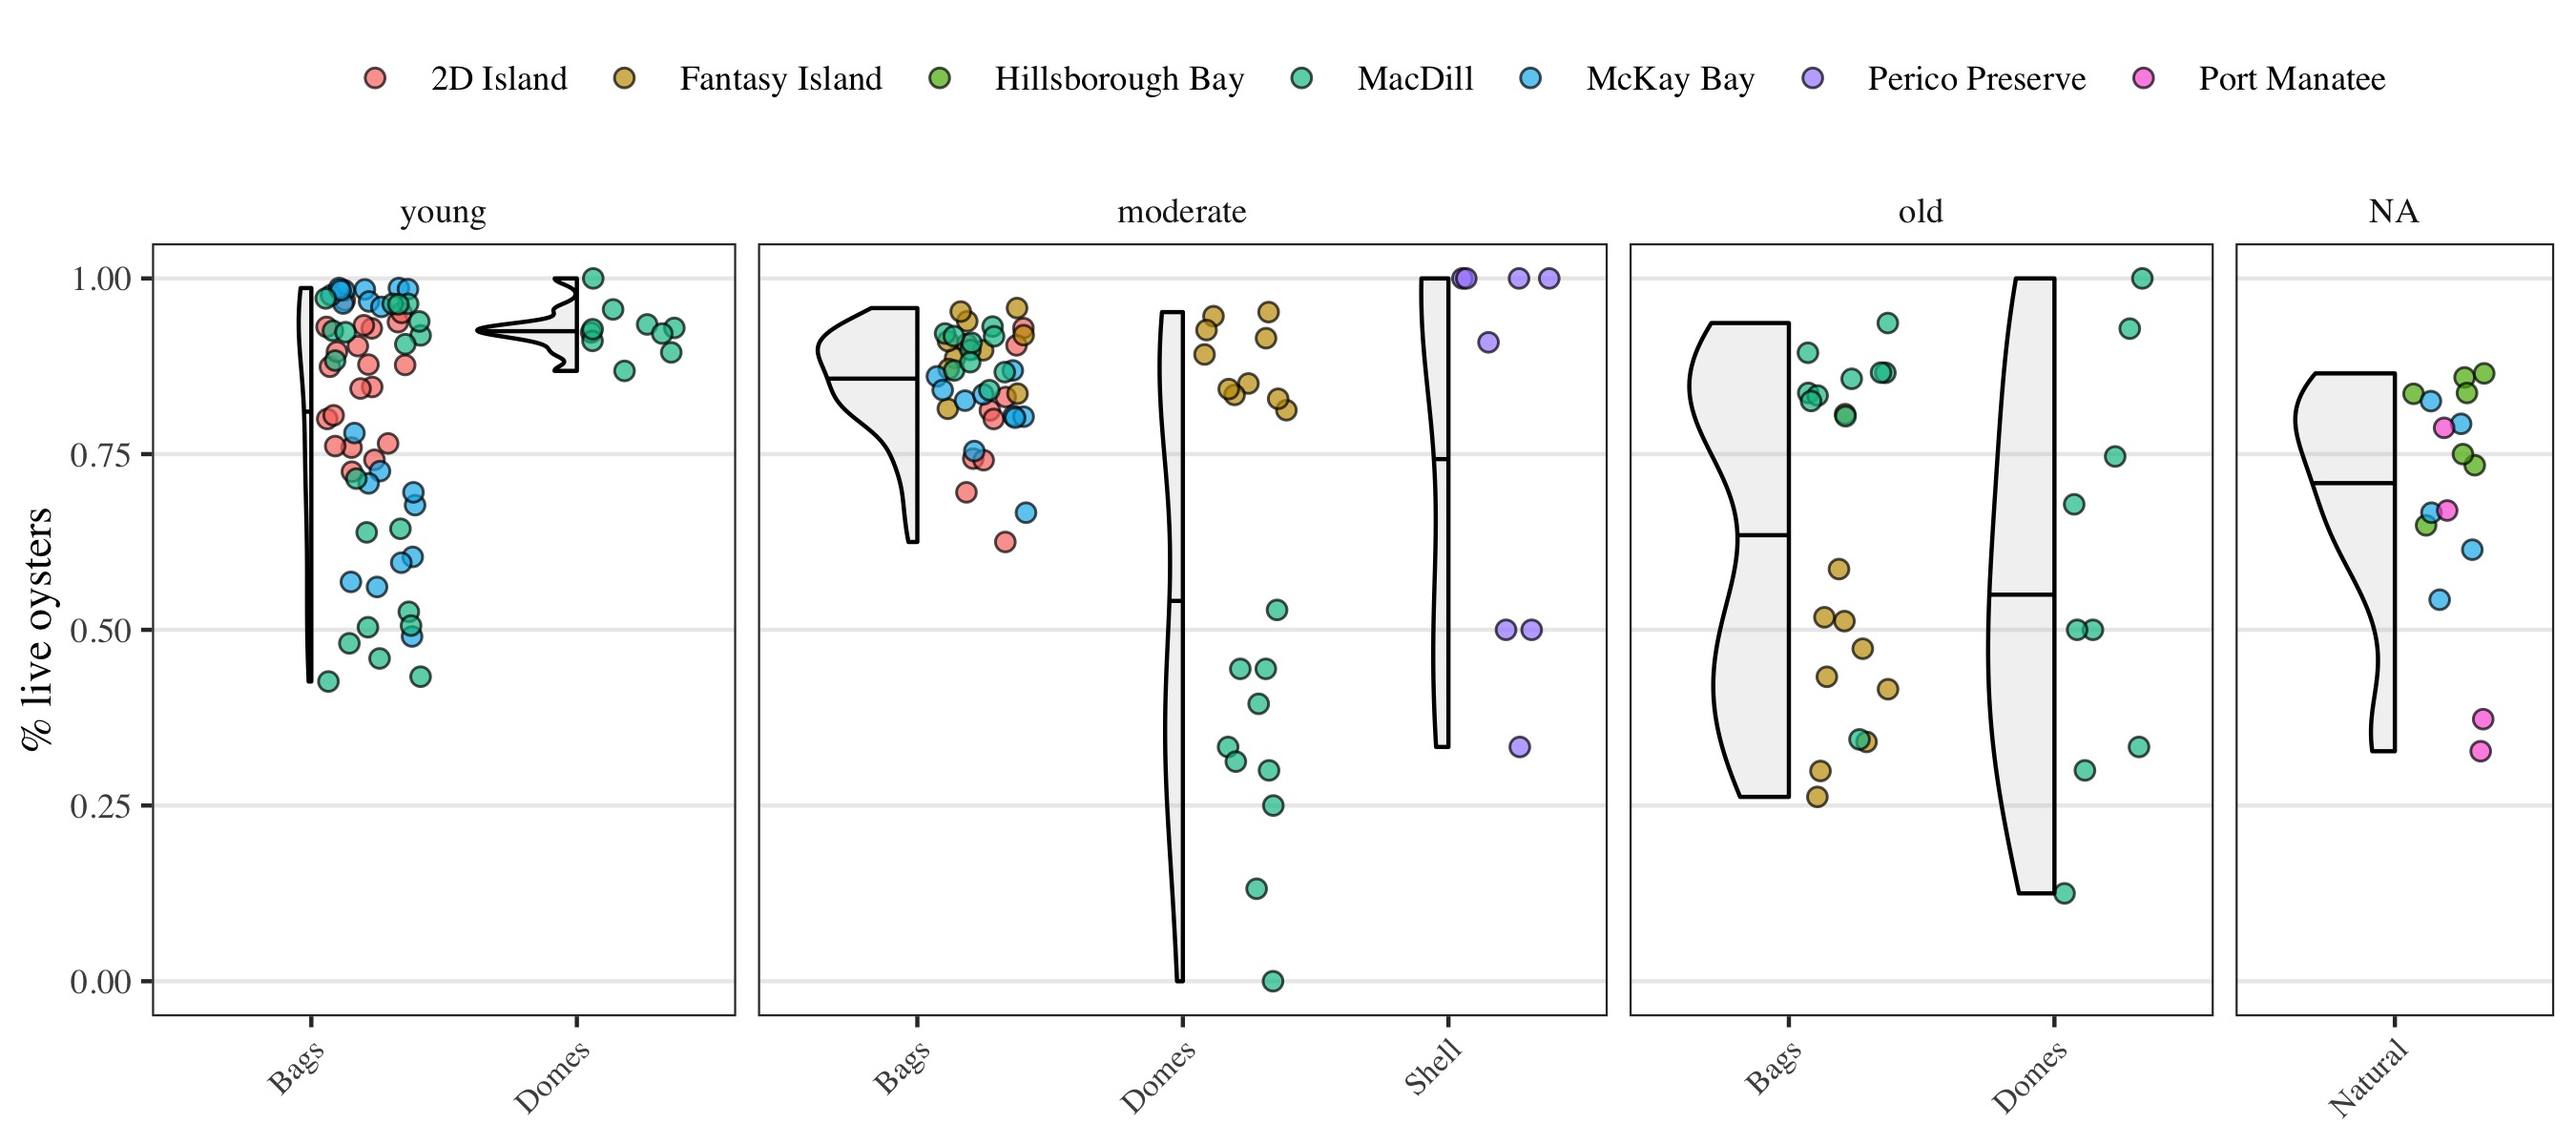 2D Island Fantasy Island Hillsborough Bay MacDill McKay Bay Perico Preserve Port Manatee
young moderate old NA
% live oysters
1.00
0.75
0.50
0.25
0.00
Bags Domes Bags Domes Shell Bags Domes Natural